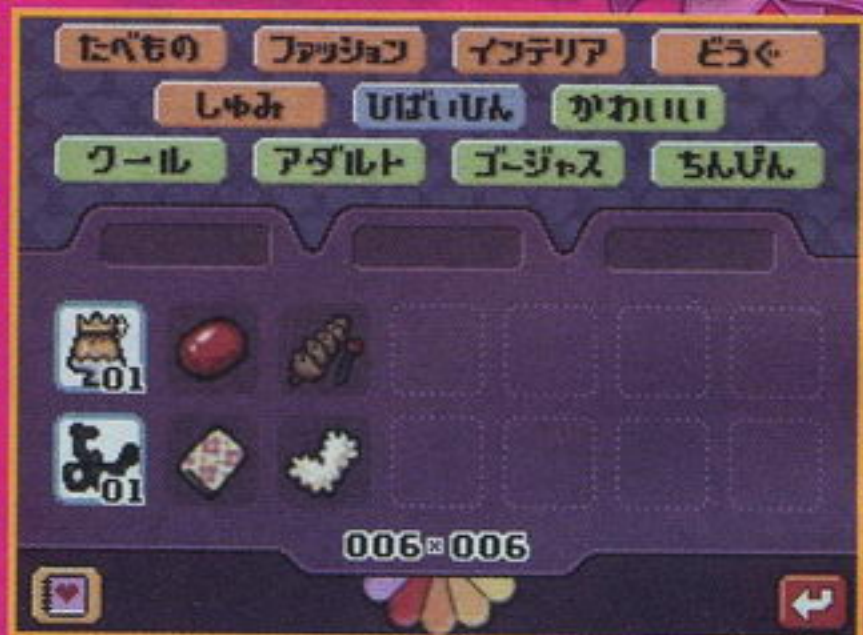 たべもの ファッション インテリア どうぐ
しゅみ ひばいひん かわいい
クール アダルト ゴージャス ちんぴん
01
01
006×006